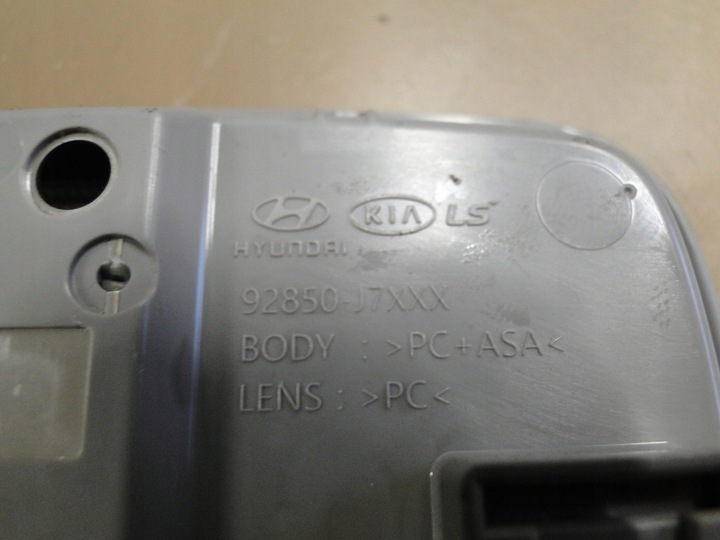 KIA LS
HYUNDAI
92850-J7XXX
BODY : >PC+ASA<
LENS : >PC<